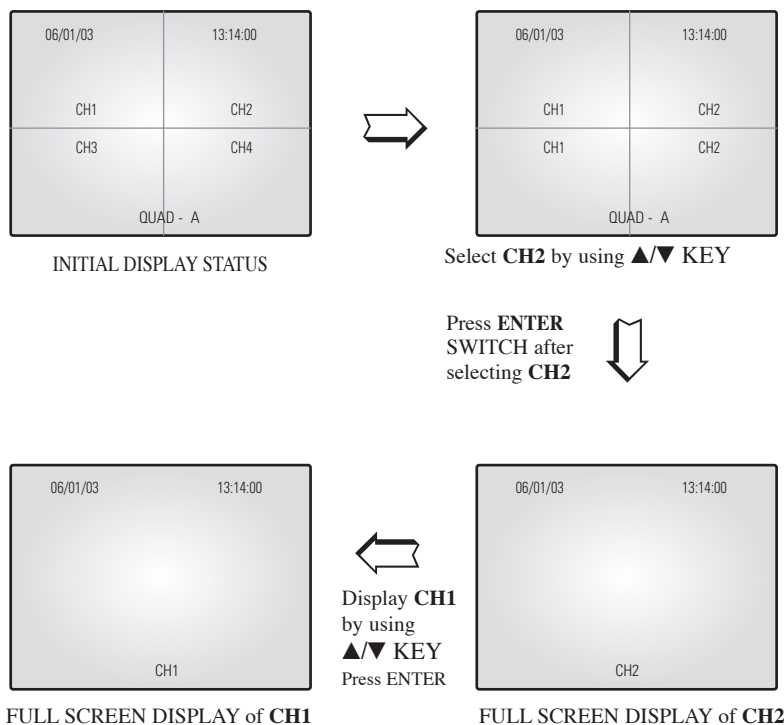 06/01/03 13:14:00
CH1 CH2
CH3 CH4
QUAD - A
INITIAL DISPLAY STATUS
06/01/03 13:14:00
CH1 CH2
CH1 CH2
QUAD - A
Select CH2 by using ▲/▼ KEY
Press ENTER
SWITCH after
selecting CH2
06/01/03 13:14:00
CH2
FULL SCREEN DISPLAY of CH2
Display CH1
by using
▲/▼ KEY
Press ENTER
06/01/03 13:14:00
CH1
FULL SCREEN DISPLAY of CH1